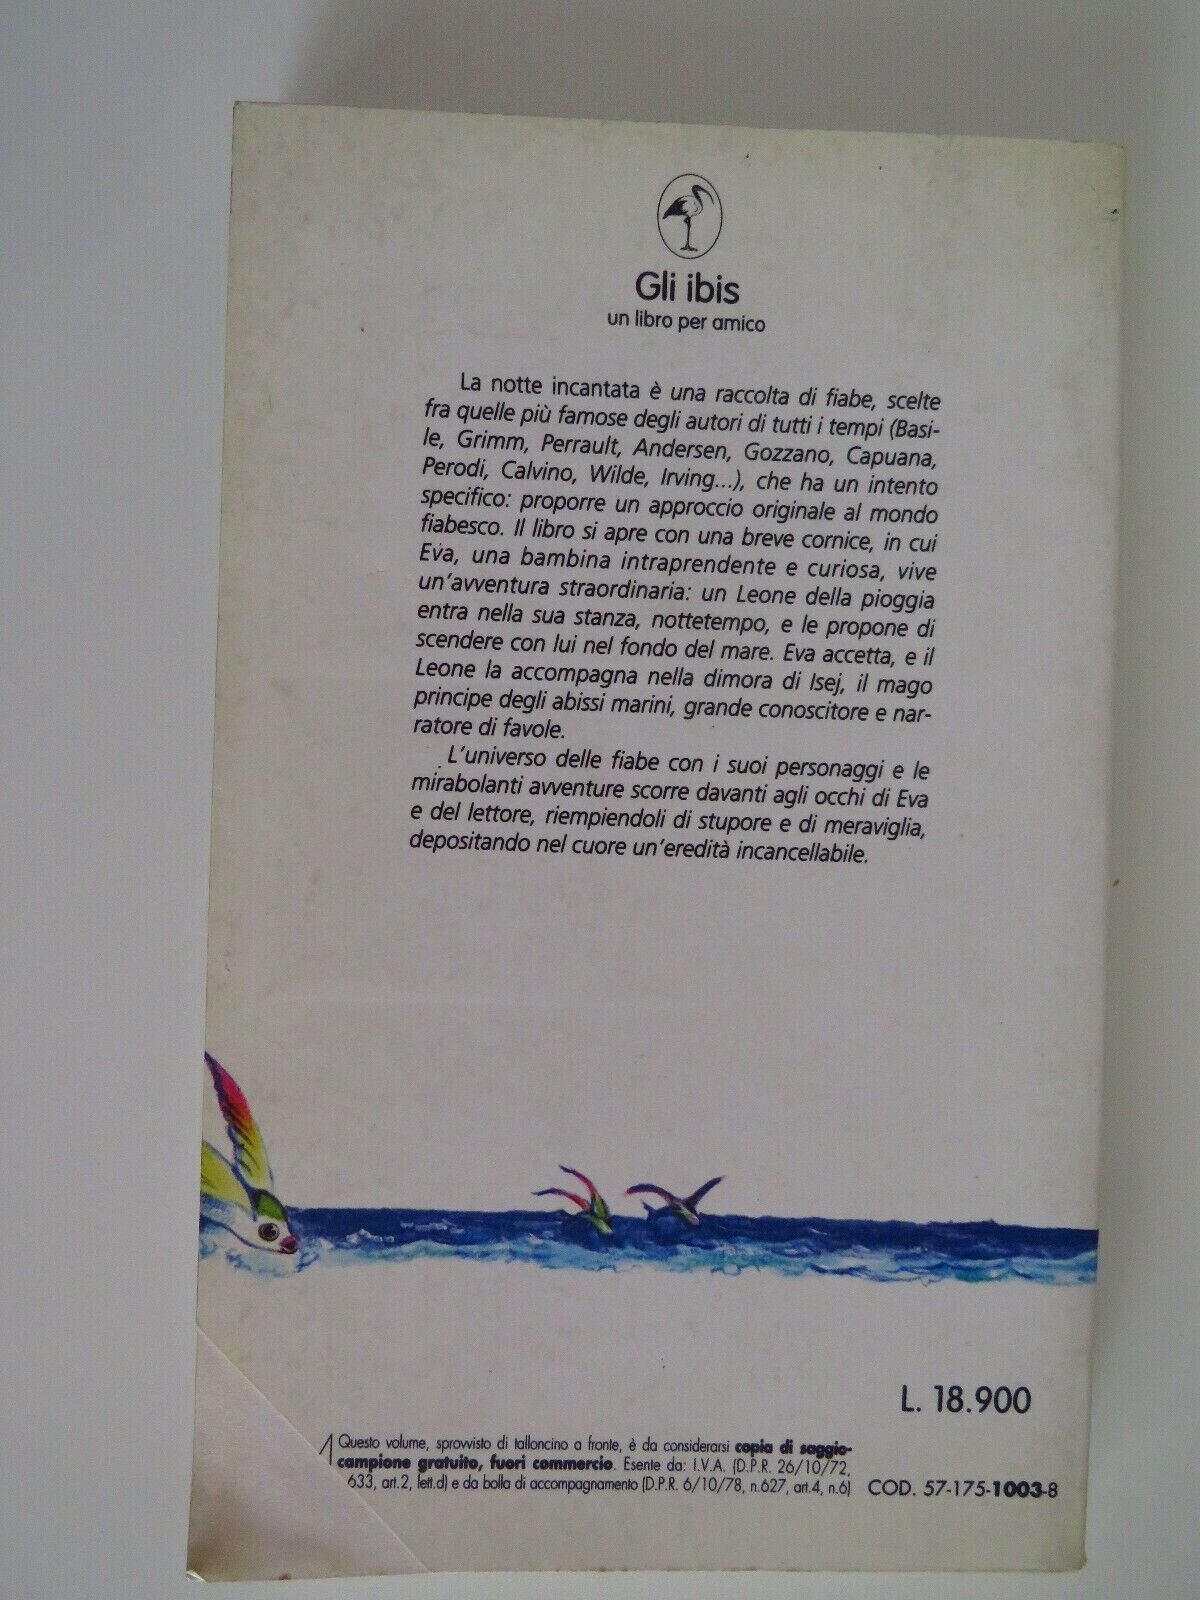 Gli ibis
un libro per amico
La notte incantata è una raccolta di fiabe, scelte
fra quelle più famose degli autori di tutti i tempi (Basi-
le, Grimm, Perrault, Andersen, Gozzano, Capuana,
Perodi, Calvino, Wilde, Irving...), che ha un intento
specifico: proporre un approccio originale al mondo
fiabesco. Il libro si apre con una breve cornice, in cui
Eva, una bambina intraprendente e curiosa, vive
un'avventura straordinaria: un Leone della pioggia
entra nella sua stanza, nottetempo, e le propone di
scendere con lui nel fondo del mare. Eva accetta, e il
Leone la accompagna nella dimora di Isej, il mago
principe degli abissi marini, grande conoscitore e nar-
ratore di favole.
L'universo delle fiabe con i suoi personaggi e le
mirabolanti avventure scorre davanti agli occhi di Eva
e del lettore, riempiendoli di stupore e di meraviglia,
depositando nel cuore un'eredità incancellabile.
L. 18.900
Questo volume, sprovvisto di talloncino a fronte, è da considerarsi copia di saggio-
campione gratuito, fuori commercio. Esente da: I.V.A. (D.P.R. 26/10/72,
633, art.2, lett.d) e da bolla di accompagnamento (D.P.R. 6/10/78, n.627, art.4, n.6)
COD. 57-175-1003-8